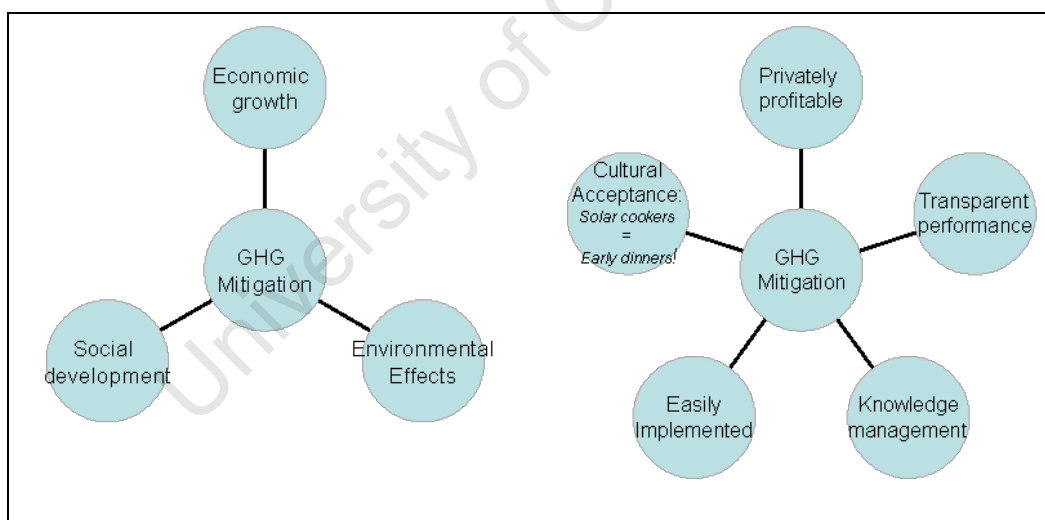 Economic
growth
GHG
Mitigation
Social
development
Environmental
Effects
Privately
profitable
Cultural
Acceptance:
Solar cookers
=
Early dinners!
Transparent
performance
GHG
Mitigation
Easily
Implemented
Knowledge
management
University of C